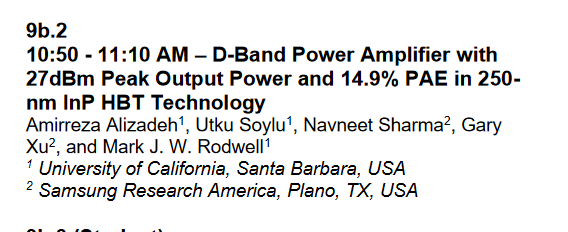 9b.2
10:50 - 11:10 AM – D-Band Power Amplifier with
27dBm Peak Output Power and 14.9% PAE in 250-
nm InP HBT Technology
Amirreza Alizadeh¹, Utku Soylu¹, Navneet Sharma², Gary
Xu², and Mark J. W. Rodwell¹
¹ University of California, Santa Barbara, USA
² Samsung Research America, Plano, TX, USA